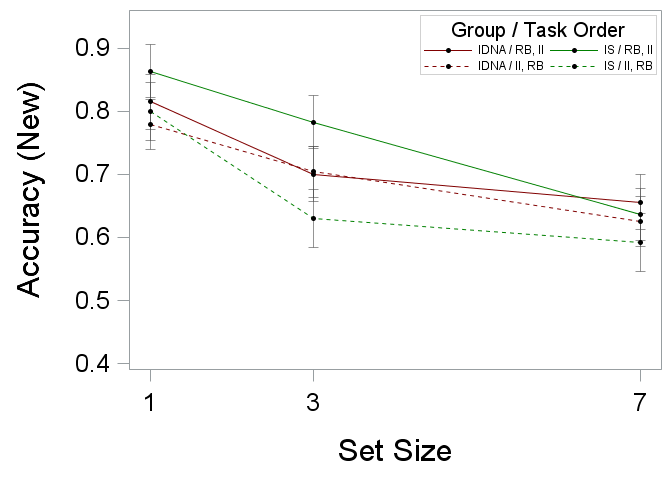 Group / Task Order
IDNA / RB, II
IS / RB, II
IDNA / II, RB
IS / II, RB
Accuracy (New)
0.9
0.8
0.7
0.6
0.5
0.4
1
3
7
Set Size